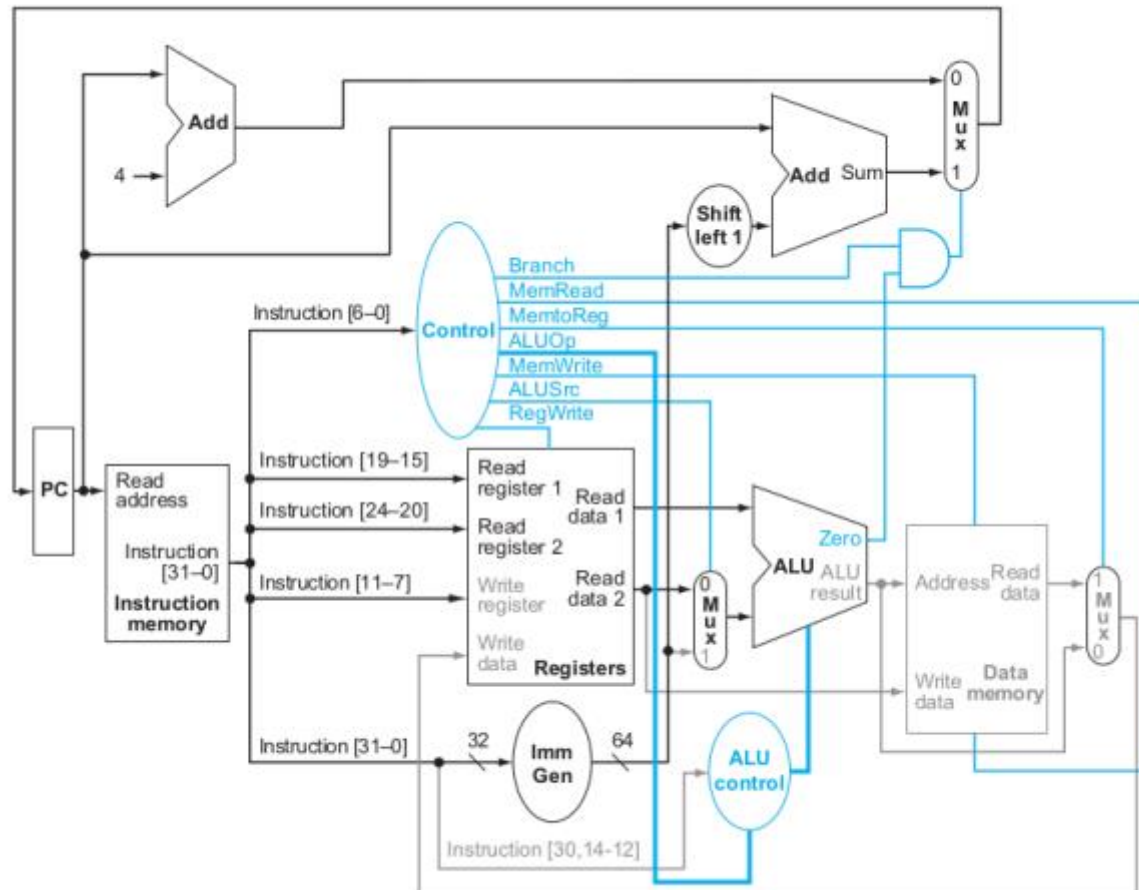 Add
4
0
Mux
1
Add Sum
Shift
left 1
Branch
MemRead
MemtoReg
ALUOp
MemWrite
ALUSrc
RegWrite
Control
Instruction [6–0]
PC
Read
address
Instruction
[31–0]
Instruction
memory
Instruction [19–15]
Instruction [24–20]
Instruction [11–7]
Instruction [31–0]
Read
register 1
Read
register 2
Write
register
Write
data
Read
data 1
Read
data 2
Registers
0
Mux
1
Zero
ALU
ALU
result
Address
Read
data
Write
data
Data
memory
1
Mux
0
32
Imm
Gen
64
ALU
control
Instruction [30,14-12]